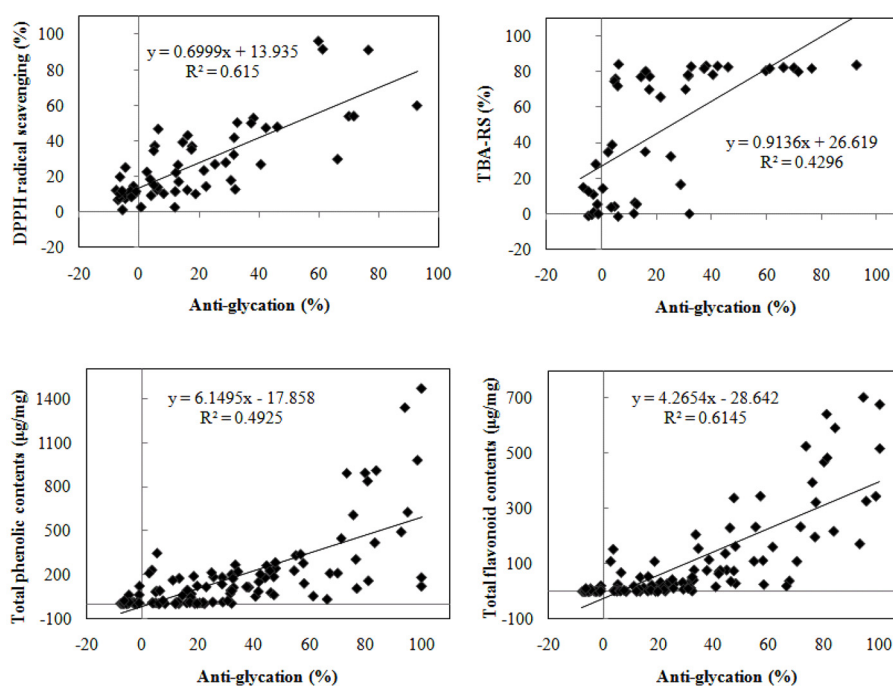 DPPH radical scavenging (%)
100
80
60
40
20
0
-20
y = 0.6999x + 13.935
R² = 0.615
-20 0 20 40 60 80 100
Anti-glycation (%)
TBA-RS (%)
100
80
60
40
20
0
-20
y = 0.9136x + 26.619
R² = 0.4296
-20 0 20 40 60 80 100
Anti-glycation (%)
Total phenolic contents (µg/mg)
1400
1100
800
500
200
-100
y = 6.1495x - 17.858
R² = 0.4925
-20 0 20 40 60 80 100
Anti-glycation (%)
Total flavonoid contents (µg/mg)
700
500
300
100
-100
y = 4.2654x - 28.642
R² = 0.6145
-20 0 20 40 60 80 100
Anti-glycation (%)